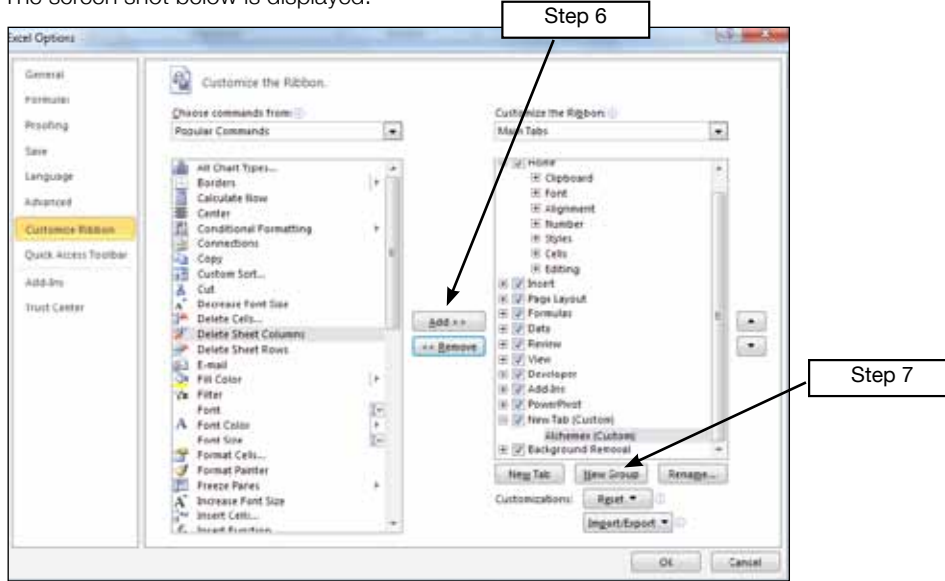 The screen shot below is displayed.
Step 6
Excel Options
General
Formulas
Proofing
Save
Language
Advanced
Customize Ribbon
Quick Access Toolbar
Add-Ins
Trust Center
Customize the Ribbon.
Choose commands from:
Popular Commands
All Chart Types...
Borders
Calculate Now
Center
Conditional Formatting
Connections
Copy
Custom Sort...
Cut
Decrease Font Size
Delete Cells...
Delete Sheet Columns
Delete Sheet Rows
E-mail
Fill Color
Filter
Font
Font Color
Font Size
Format Cells...
Format Painter
Freeze Panes
Increase Font Size
Insert Cells...
Insert Function
Add >>
<< Remove
Customize the Ribbon:
Main Tabs
Home
Clipboard
Font
Alignment
Number
Styles
Cells
Editing
Insert
Page Layout
Formulas
Data
Review
View
Developer
Add-Ins
PowerPivot
New Tab (Custom)
Alchemex (Custom)
Background Removal
New Tab
New Group
Rename...
Customizations:
Reset
Import/Export
OK
Cancel
Step 7